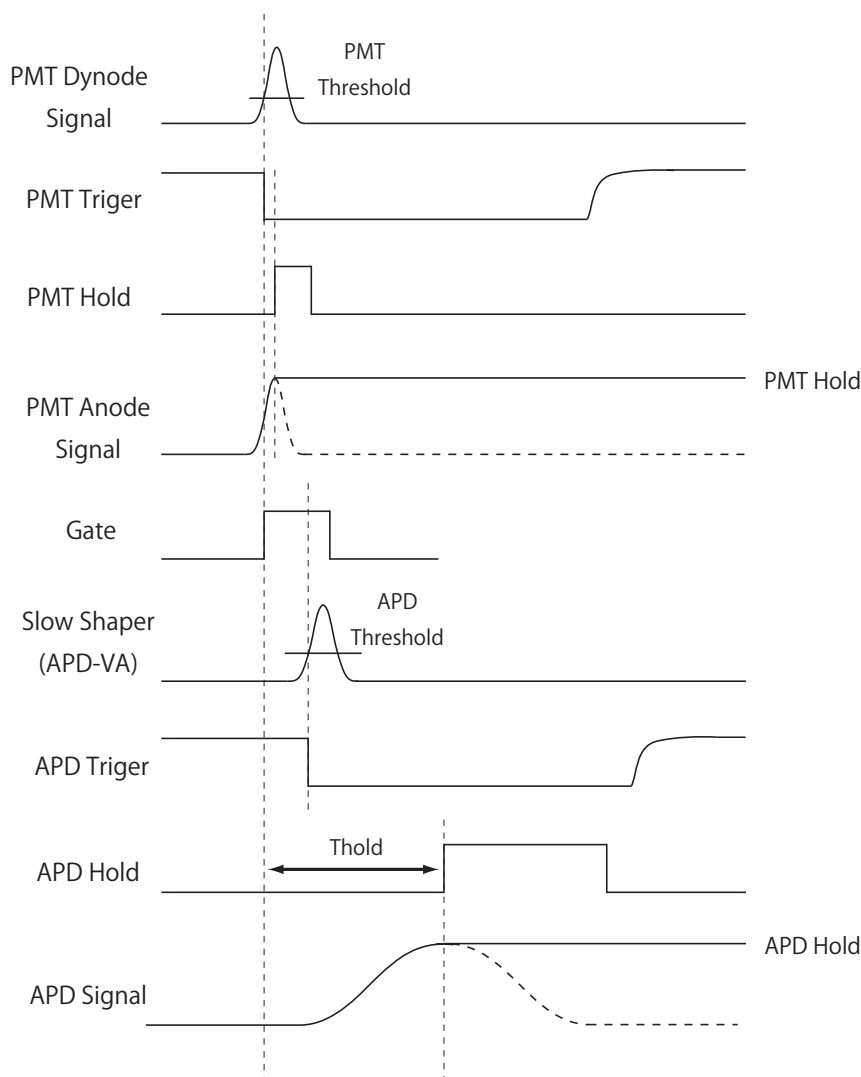 PMT Dynode
Signal
PMT
Threshold
PMT Triger
PMT Hold
PMT Anode
Signal
PMT Hold
Gate
Slow Shaper
(APD-VA)
APD
Threshold
APD Triger
APD Hold
Thold
APD Signal
APD Hold